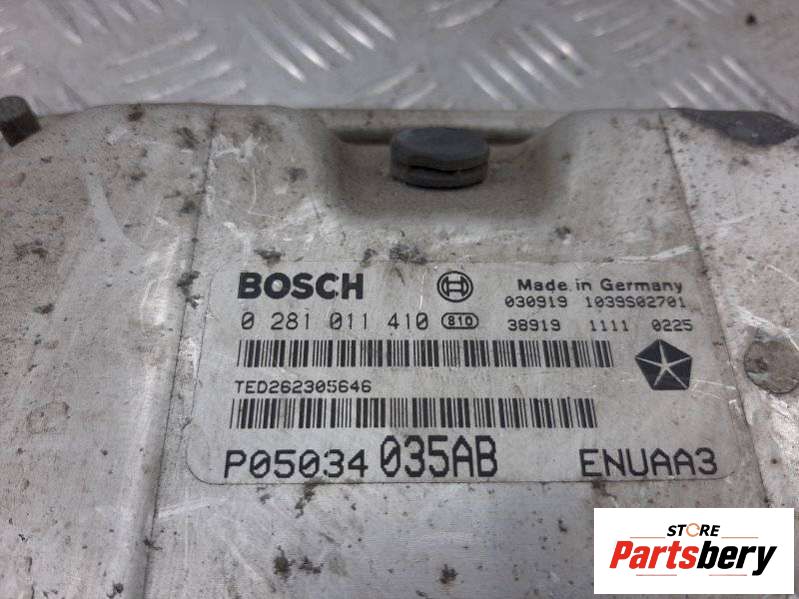 BOSCH
Made in Germany
030919 1039S02701
0 281 011 410 810
38919 1111 0225
TED262305646
P05034 035AB
ENUAA3
STORE
Partsbery